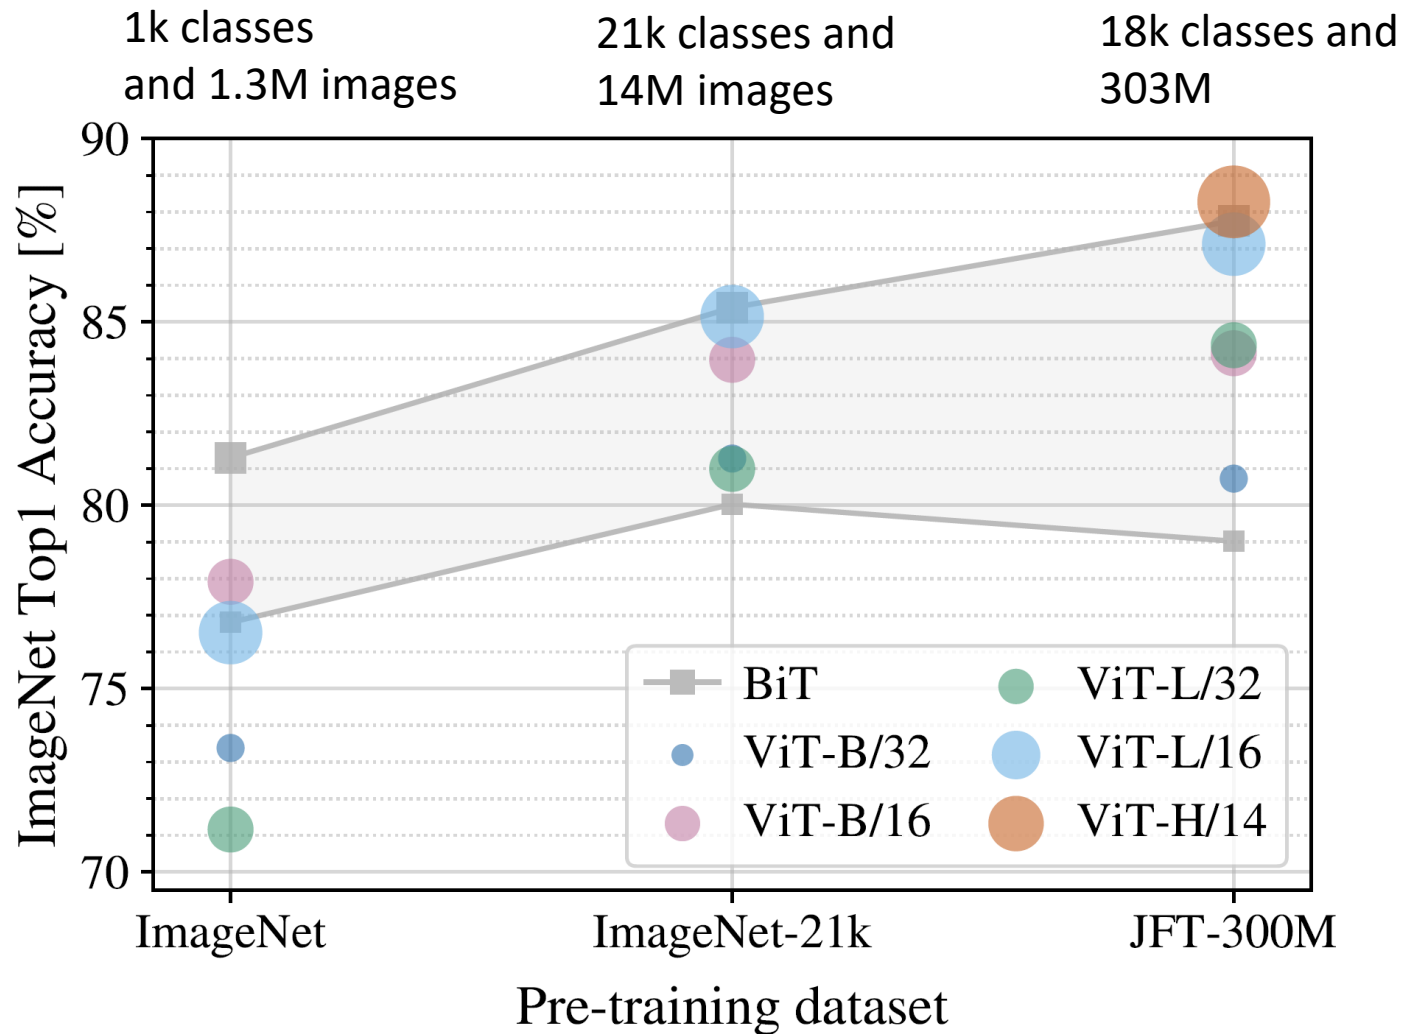 1k classes
and 1.3M images
21k classes and
14M images
18k classes and
303M
ImageNet Top1 Accuracy [%]
90
85
80
75
70
BiT
ViT-B/32
ViT-B/16
ViT-L/32
ViT-L/16
ViT-H/14
ImageNet
ImageNet-21k
JFT-300M
Pre-training dataset